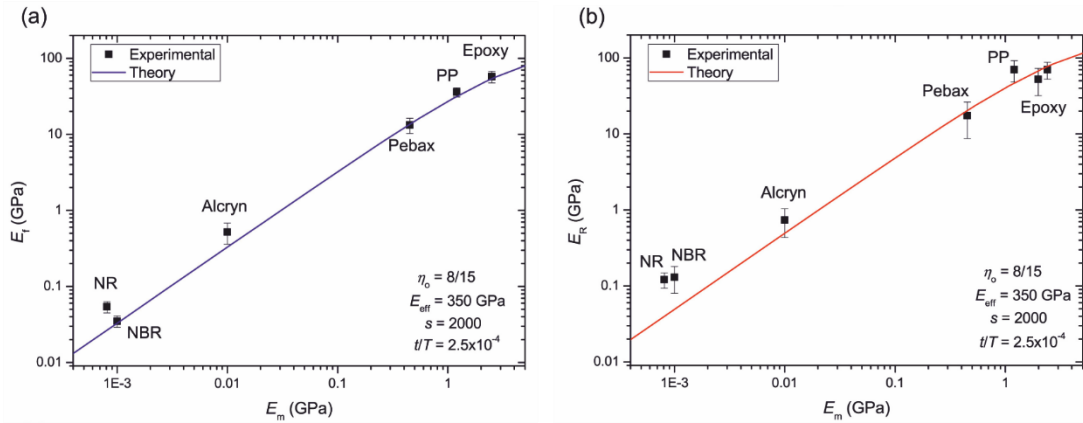 (a)
Experimental
Theory
Epoxy
PP
Pebax
Alcryn
NR
NBR
100
10
1
0.1
0.01
E_f (GPa)
η_o = 8/15
E_eff = 350 GPa
s = 2000
t/T = 2.5x10^-4
1E-3 0.01 0.1 1
E_m (GPa)
(b)
Experimental
Theory
PP
Epoxy
Pebax
Alcryn
NR
NBR
100
10
1
0.1
0.01
E_R (GPa)
η_o = 8/15
E_eff = 350 GPa
s = 2000
t/T = 2.5x10^-4
1E-3 0.01 0.1 1
E_m (GPa)